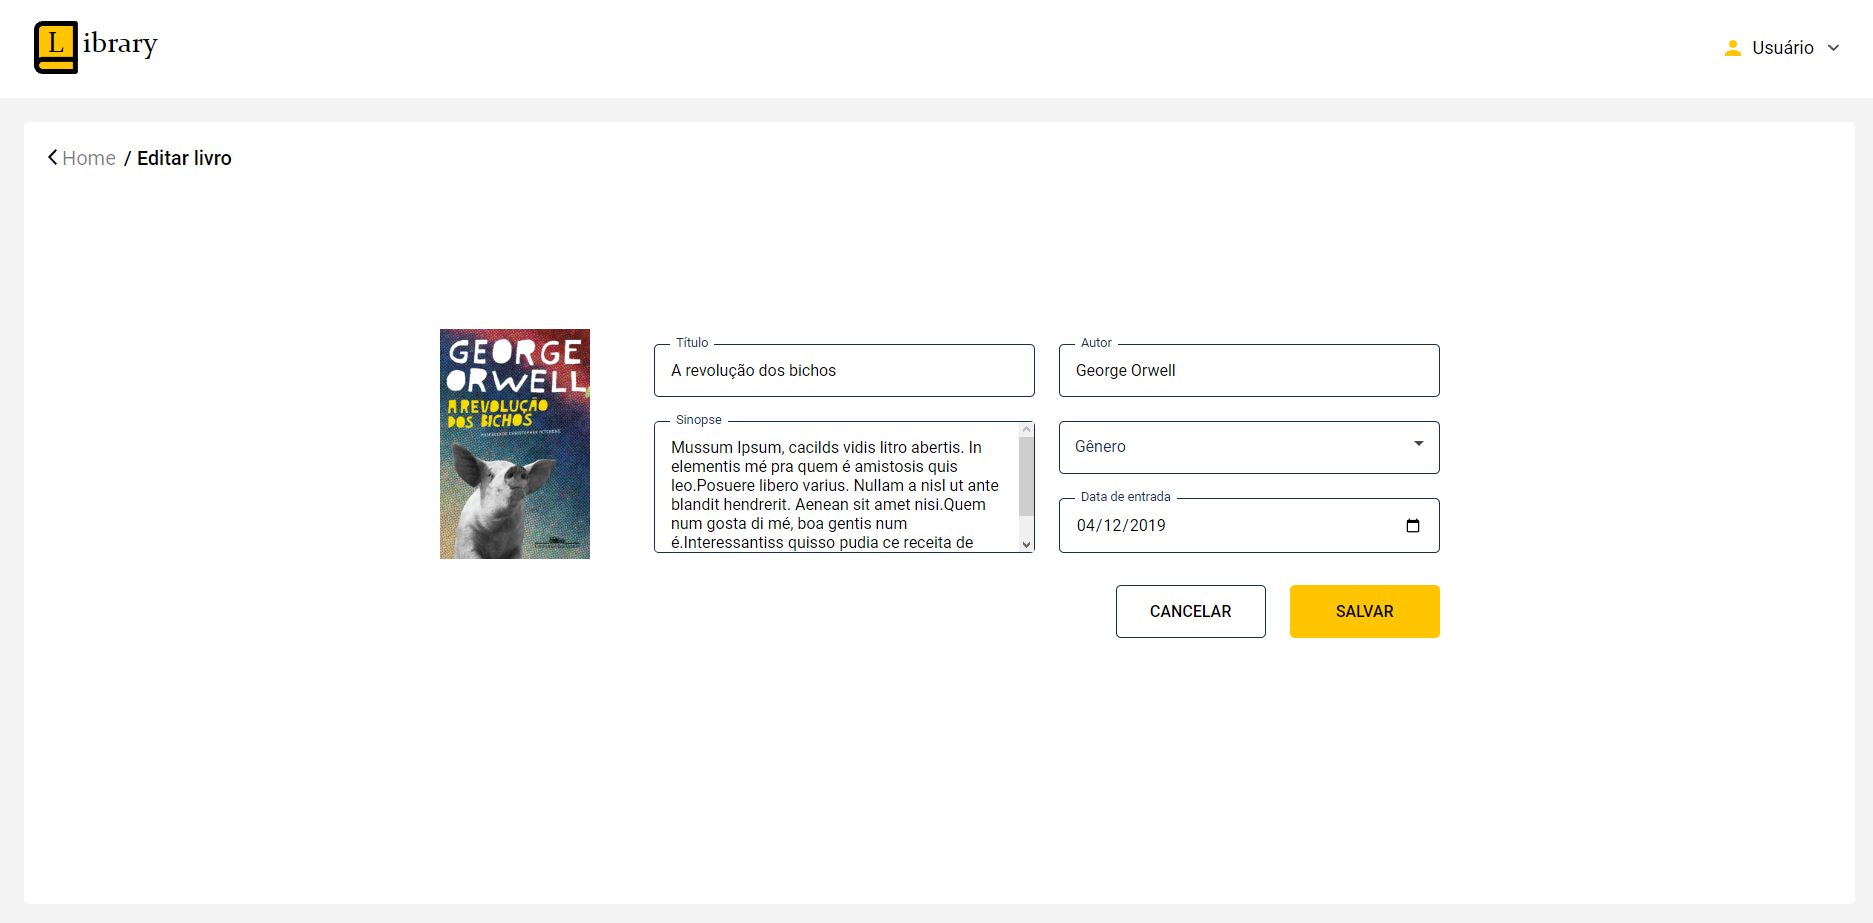 Library
Usuário
Home / Editar livro
GEORGE
ORWELL
A REVOLUÇÃO
DOS BICHOS
Título
A revolução dos bichos
Autor
George Orwell
Sinopse
Mussum Ipsum, cacilds vidis litro abertis. In
elementis mé pra quem é amistosis quis
leo.Posuere libero varius. Nullam a nisl ut ante
blandit hendrerit. Aenean sit amet nisi.Quem
num gosta di mé, boa gentis num
é.Interessantiss quisso pudia ce receita de
Gênero
Data de entrada
04/12/2019
CANCELAR
SALVAR